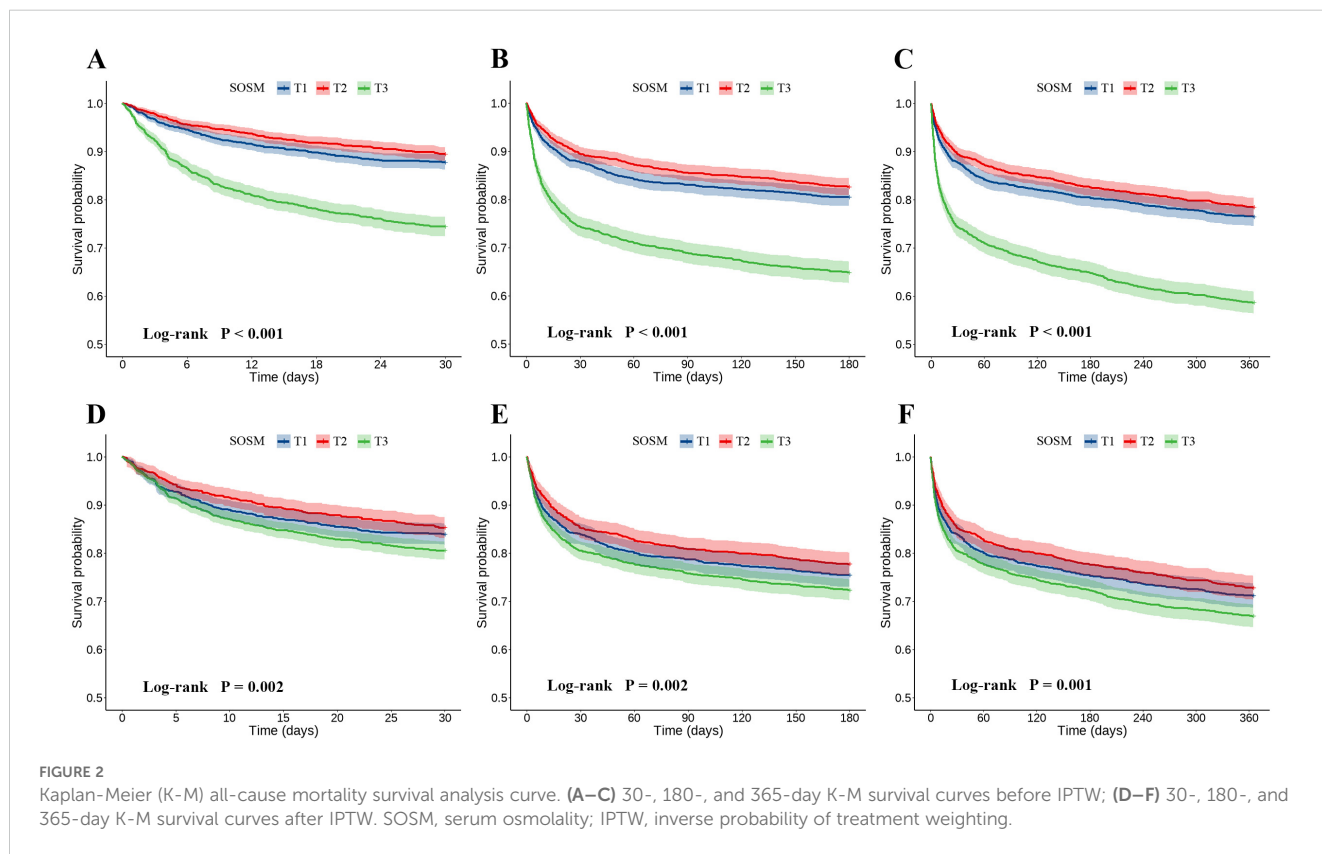 A
SOSM T1 T2 T3
Survival probability
1.0
0.9
0.8
0.7
0.6
0.5
Log-rank P < 0.001
0 6 12 18 24 30
Time (days)
B
SOSM T1 T2 T3
Survival probability
1.0
0.9
0.8
0.7
0.6
0.5
Log-rank P < 0.001
0 30 60 90 120 150 180
Time (days)
C
SOSM T1 T2 T3
Survival probability
1.0
0.9
0.8
0.7
0.6
0.5
Log-rank P < 0.001
0 60 120 180 240 300 360
Time (days)
D
SOSM T1 T2 T3
Survival probability
1.0
0.9
0.8
0.7
0.6
0.5
Log-rank P = 0.002
0 5 10 15 20 25 30
Time (days)
E
SOSM T1 T2 T3
Survival probability
1.0
0.9
0.8
0.7
0.6
0.5
Log-rank P = 0.002
0 30 60 90 120 150 180
Time (days)
F
SOSM T1 T2 T3
Survival probability
1.0
0.9
0.8
0.7
0.6
0.5
Log-rank P = 0.001
0 60 120 180 240 300 360
Time (days)
FIGURE 2
Kaplan-Meier (K-M) all-cause mortality survival analysis curve. (A–C) 30-, 180-, and 365-day K-M survival curves before IPTW; (D–F) 30-, 180-, and
365-day K-M survival curves after IPTW. SOSM, serum osmolality; IPTW, inverse probability of treatment weighting.